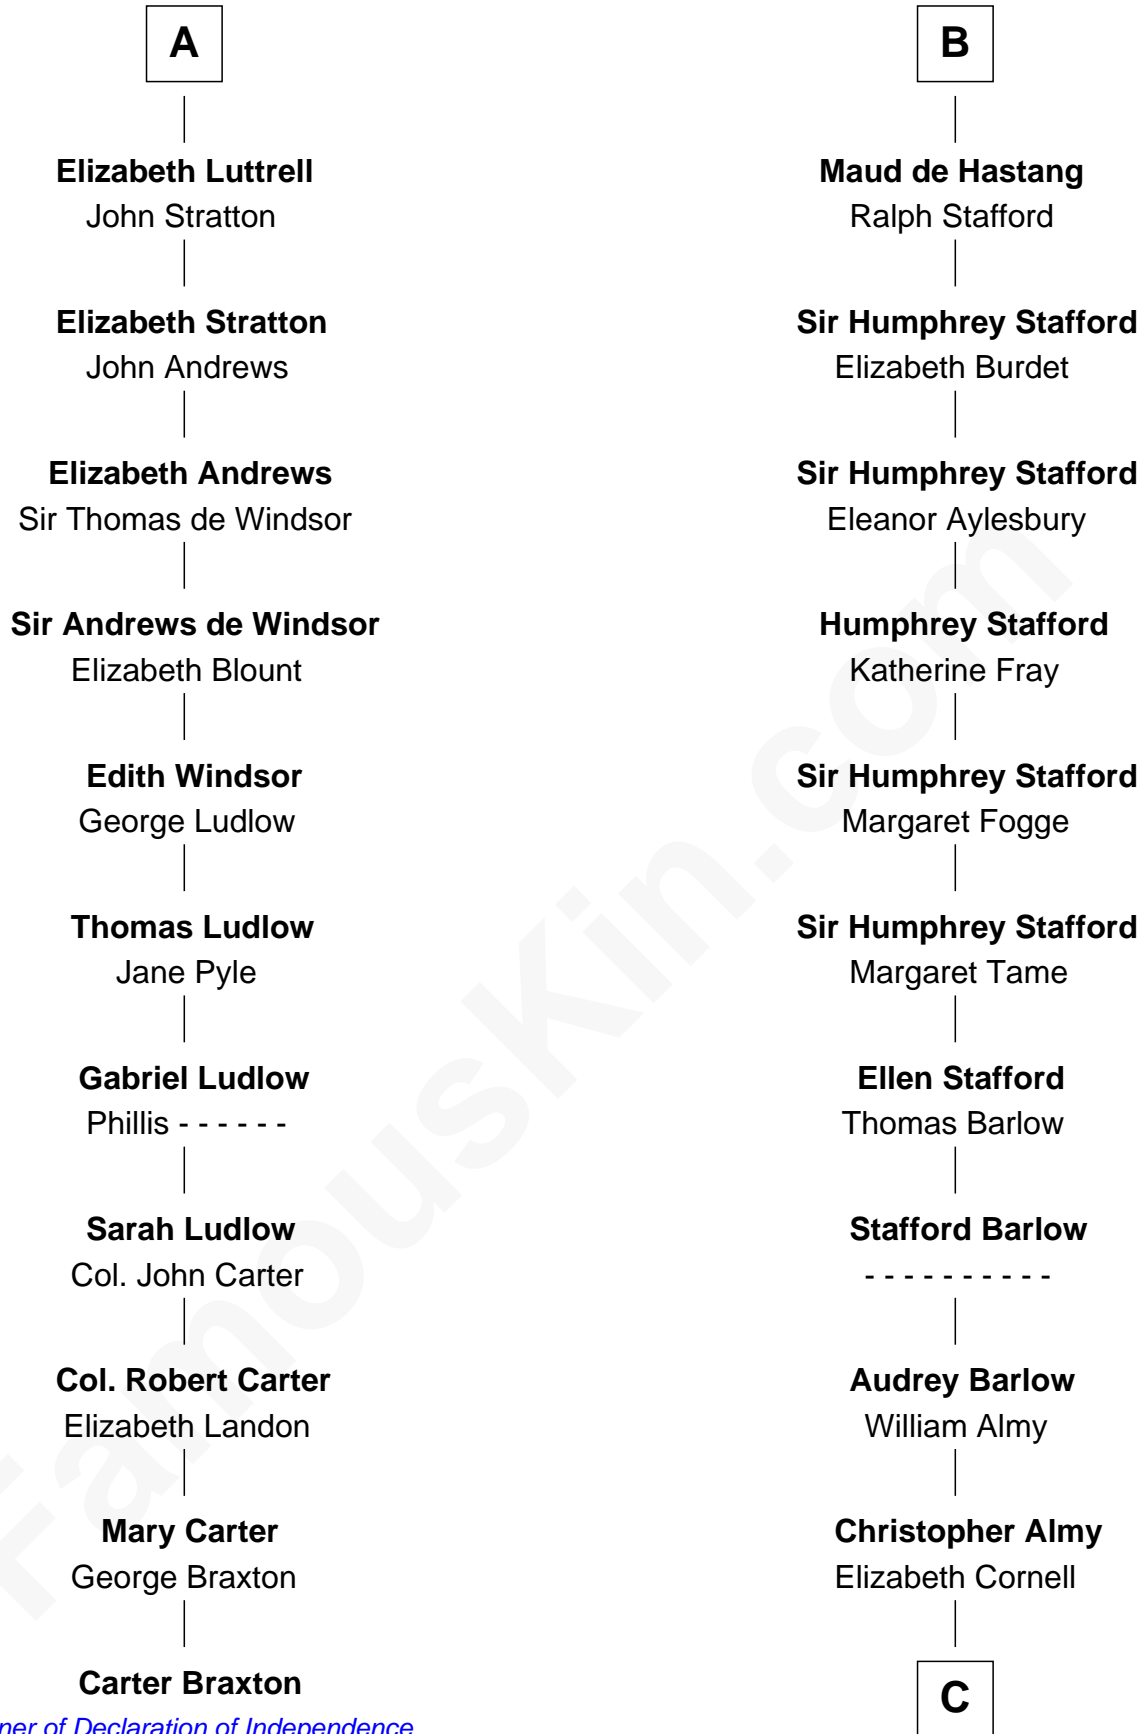 A
Elizabeth Luttrell
John Stratton
Elizabeth Stratton
John Andrews
Elizabeth Andrews
Sir Thomas de Windsor
Sir Andrews de Windsor
Elizabeth Blount
Edith Windsor
George Ludlow
Thomas Ludlow
Jane Pyle
Gabriel Ludlow
Phillis - - - - - -
Sarah Ludlow
Col. John Carter
Col. Robert Carter
Elizabeth Landon
Mary Carter
George Braxton
Carter Braxton
ner of Declaration of Independence
B
Maud de Hastang
Ralph Stafford
Sir Humphrey Stafford
Elizabeth Burdet
Sir Humphrey Stafford
Eleanor Aylesbury
Humphrey Stafford
Katherine Fray
Sir Humphrey Stafford
Margaret Fogge
Sir Humphrey Stafford
Margaret Tame
Ellen Stafford
Thomas Barlow
Stafford Barlow
- - - - - - - - - -
Audrey Barlow
William Almy
Christopher Almy
Elizabeth Cornell
C
FamousKin.com